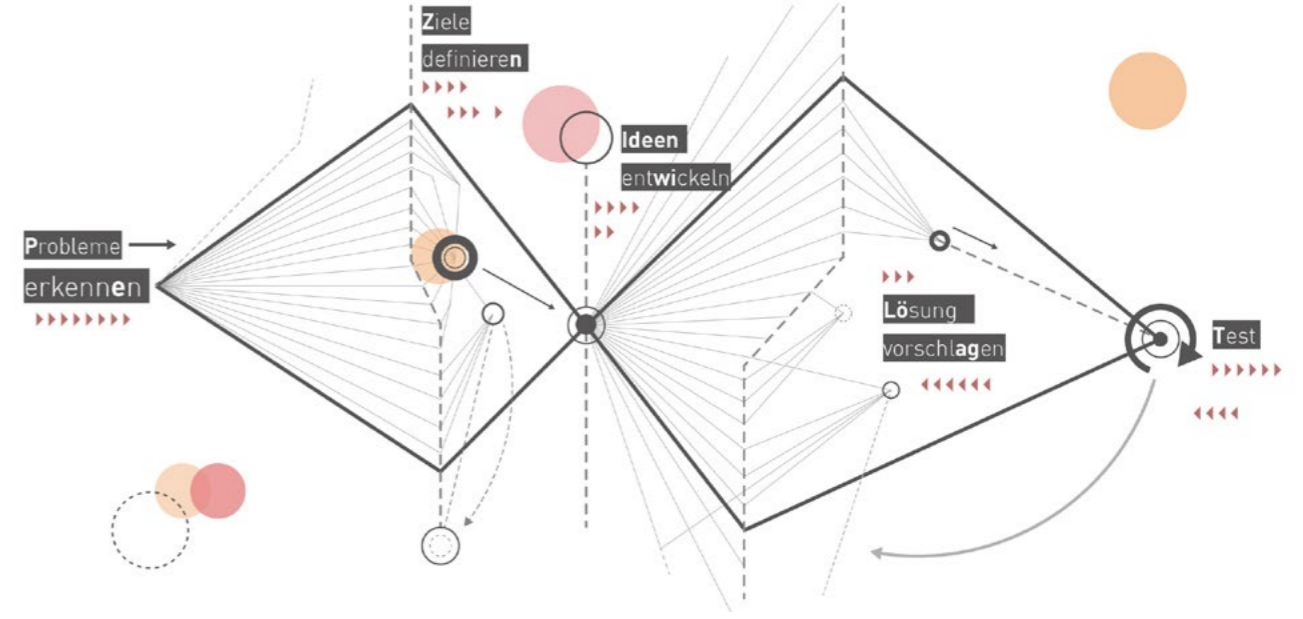 Probleme
erkennen
Ziele
definieren
Ideen
entwickeln
Lösung
vorschlagen
Test